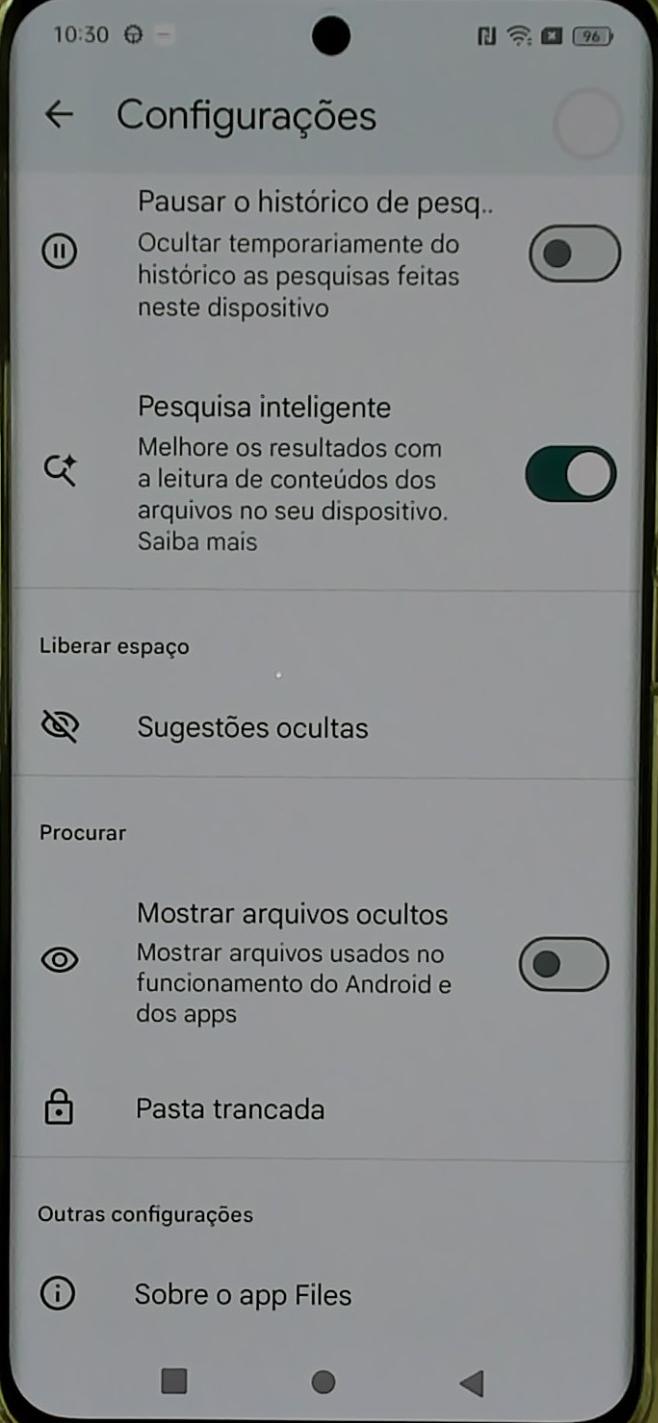 10:30
96
Configurações
Pausar o histórico de pesq..
Ocultar temporariamente do
histórico as pesquisas feitas
neste dispositivo
Pesquisa inteligente
Melhore os resultados com
a leitura de conteúdos dos
arquivos no seu dispositivo.
Saiba mais
Liberar espaço
Sugestões ocultas
Procurar
Mostrar arquivos ocultos
Mostrar arquivos usados no
funcionamento do Android e
dos apps
Pasta trancada
Outras configurações
Sobre o app Files